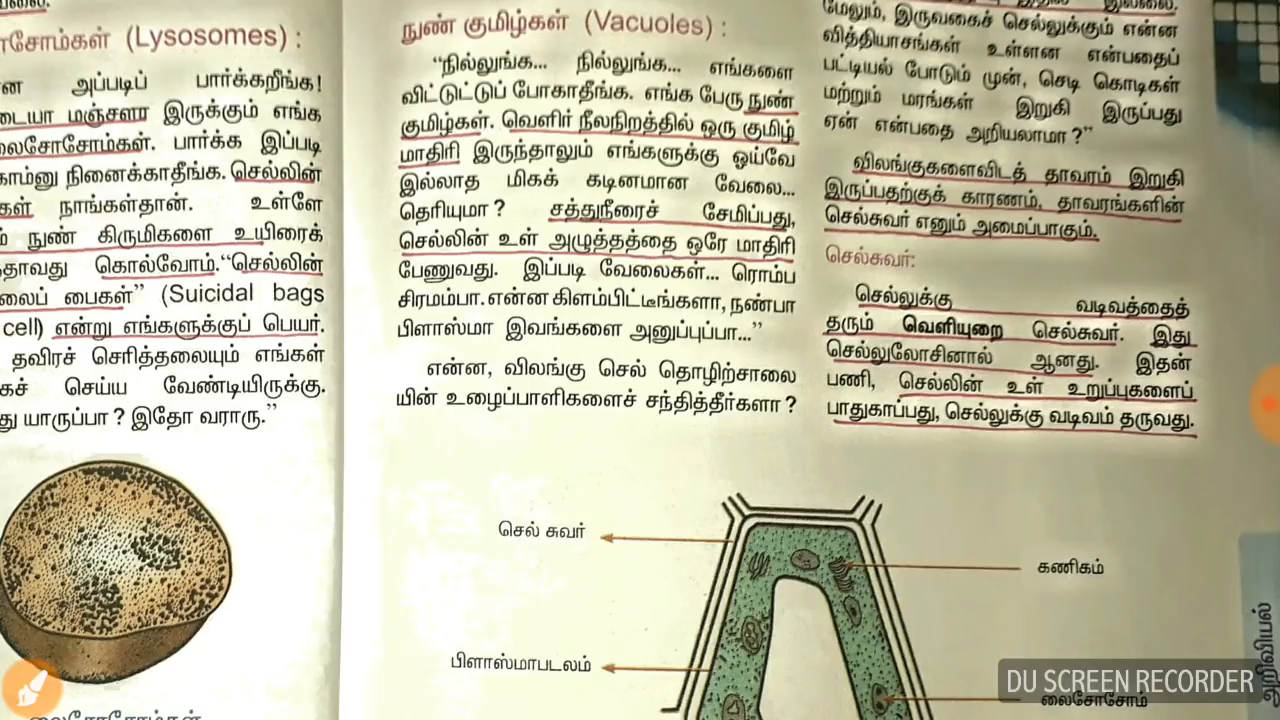 (Lysosomes) :
அப்படிப் பார்க்கறீங்க!
மஞ்சளா இருக்கும் எங்க
லைசோசோம்கள். பார்க்க இப்படி
நினைக்காதீங்க. செல்லின்
நாங்கள்தான். உள்ளே
நுண் கிருமிகளை உயிரைக்
கொல்வோம்.“செல்லின்
பைகள்” (Suicidal bags
cell) என்று எங்களுக்குப் பெயர்.
தவிரச் செரித்தலையும் எங்கள்
செய்ய வேண்டியிருக்கு.
யாருப்பா ? இதோ வராரு.”
லைசோசோம்கள்
நுண் குமிழ்கள் (Vacuoles) :
“நில்லுங்க... நில்லுங்க... எங்களை
விட்டுட்டுப் போகாதீங்க. எங்க பேரு நுண்
குமிழ்கள். வெளிர் நீலநிறத்தில் ஒரு குமிழ்
மாதிரி இருந்தாலும் எங்களுக்கு ஓய்வே
இல்லாத மிகக் கடினமான வேலை...
தெரியுமா ? சத்துநீரைச் சேமிப்பது,
செல்லின் உள் அழுத்தத்தை ஒரே மாதிரி
பேணுவது. இப்படி வேலைகள்... ரொம்ப
சிரமம்பா. என்ன கிளம்பிட்டீங்களா, நண்பா
பிளாஸ்மா இவங்களை அனுப்புப்பா...”
என்ன, விலங்கு செல் தொழிற்சாலை
யின் உழைப்பாளிகளைச் சந்தித்தீர்களா ?
மேலும், இருவகைச் செல்லுக்கும் என்ன
வித்தியாசங்கள் உள்ளன என்பதைப்
பட்டியல் போடும் முன், செடி கொடிகள்
மற்றும் மரங்கள் இறுகி இருப்பது
ஏன் என்பதை அறியலாமா ?”
விலங்குகளைவிடத் தாவரம் இறுகி
இருப்பதற்குக் காரணம், தாவரங்களின்
செல்சுவர் எனும் அமைப்பாகும்.
செல்சுவர்:
செல்லுக்கு வடிவத்தைத்
தரும் வெளியுறை செல்சுவர். இது
செல்லுலோசினால் ஆனது. இதன்
பணி, செல்லின் உள் உறுப்புகளைப்
பாதுகாப்பது, செல்லுக்கு வடிவம் தருவது.
செல் சுவர்
கணிகம்
பிளாஸ்மாபடலம்
லைசோசோம்
அறிவியல்
DU SCREEN RECORDER